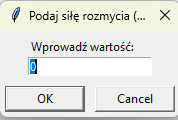 Podaj siłę rozmycia (...
Wprowadź wartość:
0
OK
Cancel